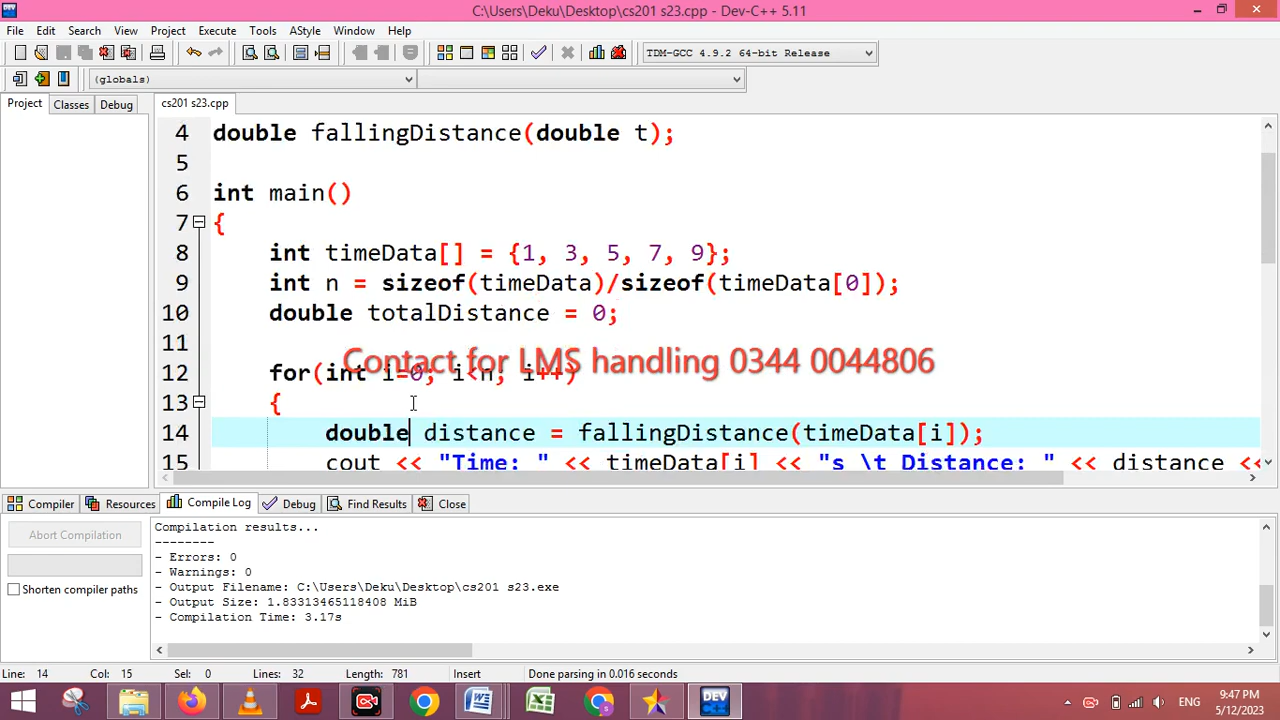 C:\Users\Deku\Desktop\cs201 s23.cpp - Dev-C++ 5.11
File Edit Search View Project Execute Tools AStyle Window Help
TDM-GCC 4.9.2 64-bit Release
(globals)
Project Classes Debug
cs201 s23.cpp
4 double fallingDistance(double t);
5
6 int main()
7 {
8 int timeData[] = {1, 3, 5, 7, 9};
9 int n = sizeof(timeData)/sizeof(timeData[0]);
10 double totalDistance = 0;
11
Contact for LMS handling 0344 0044806
12 for(int i=0; i<n; i++)
13 {
14 double distance = fallingDistance(timeData[i]);
15 cout << "Time: " << timeData[i] << "s \t Distance: " << distance <<
Compiler Resources Compile Log Debug Find Results Close
Abort Compilation
Shorten compiler paths
Compilation results...
--------
- Errors: 0
- Warnings: 0
- Output Filename: C:\Users\Deku\Desktop\cs201 s23.exe
- Output Size: 1.83313465118408 MiB
- Compilation Time: 3.17s
Line: 14 Col: 15 Sel: 0 Lines: 32 Length: 781 Insert Done parsing in 0.016 seconds
DEV
ENG
9:47 PM
5/12/2023